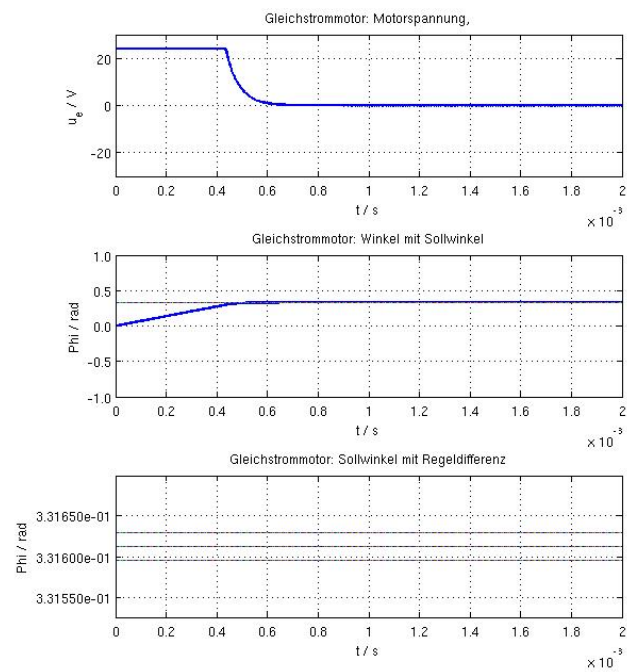 Gleichstrommotor: Motorspannung,
20
0
-20
u_e / V
0 0.2 0.4 0.6 0.8 1 1.2 1.4 1.6 1.8 2
t / s
x 10^-3
Gleichstrommotor: Winkel mit Sollwinkel
1.0
0.5
0.0
-0.5
-1.0
Phi / rad
0 0.2 0.4 0.6 0.8 1 1.2 1.4 1.6 1.8 2
t / s
x 10^-3
Gleichstrommotor: Sollwinkel mit Regeldifferenz
3.31650e-01
3.31600e-01
3.31550e-01
Phi / rad
0 0.2 0.4 0.6 0.8 1 1.2 1.4 1.6 1.8 2
t / s
x 10^-3